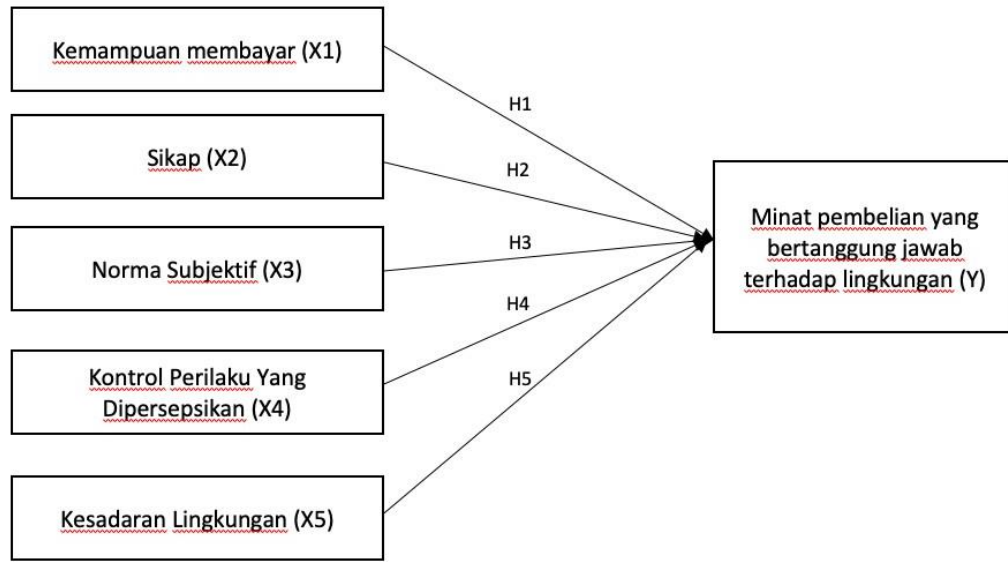 Kemampuan membayar (X1)
H1
Sikap (X2)
H2
Minat pembelian yang
bertanggung jawab
terhadap lingkungan (Y)
Norma Subjektif (X3)
H3
H4
Kontrol Perilaku Yang
Dipersepsikan (X4)
H5
Kesadaran Lingkungan (X5)